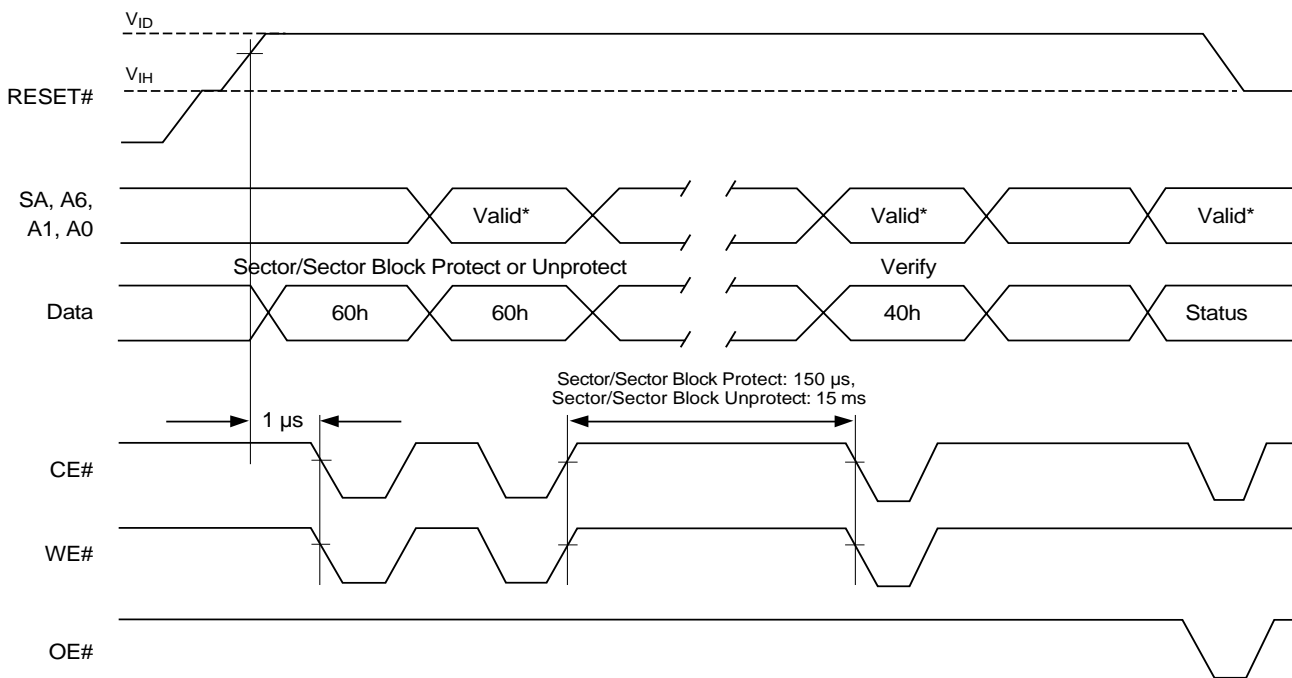 VID
VIH
RESET#
SA, A6,
A1, A0
Valid*
Valid*
Valid*
Sector/Sector Block Protect or Unprotect
Verify
Data
60h
60h
40h
Status
Sector/Sector Block Protect: 150 µs,
Sector/Sector Block Unprotect: 15 ms
1 µs
CE#
WE#
OE#